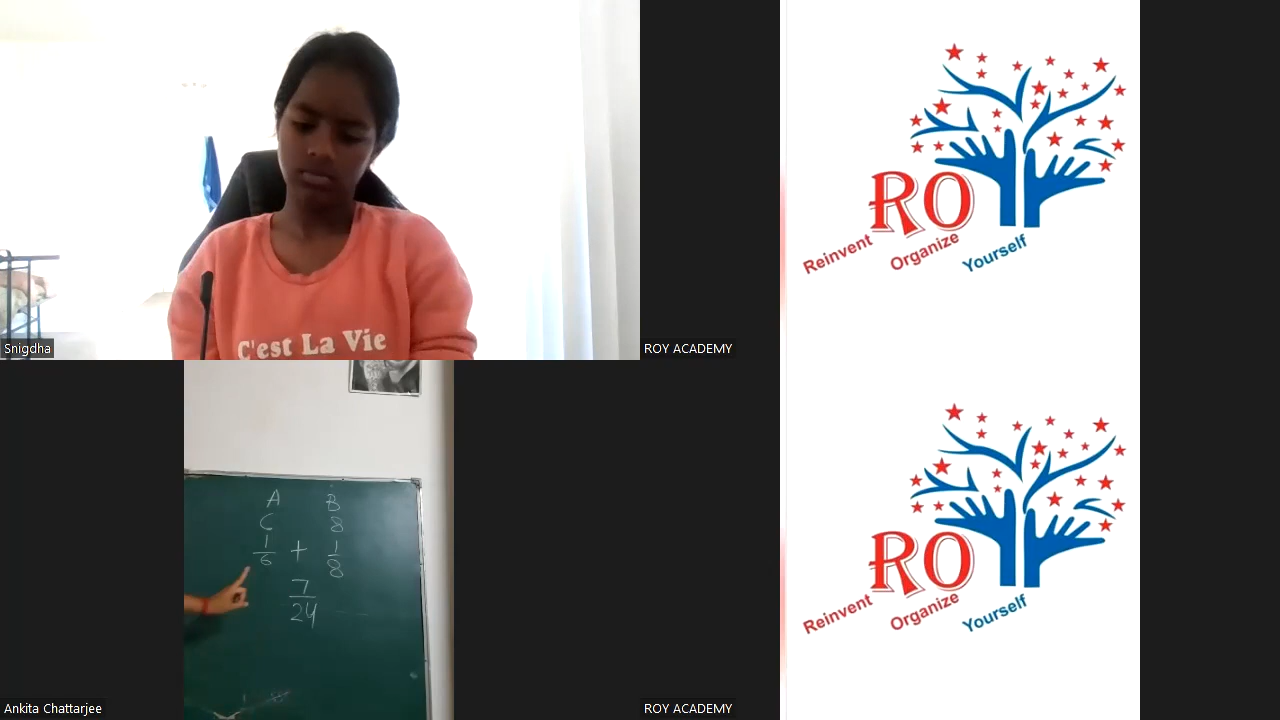 C'est La Vie
Snigdha
ROY ACADEMY
RO
Reinvent Organize Yourself
A B
6 8
1/6 + 1/8
7/24
Ankita Chattarjee
ROY ACADEMY
RO
Reinvent Organize Yourself